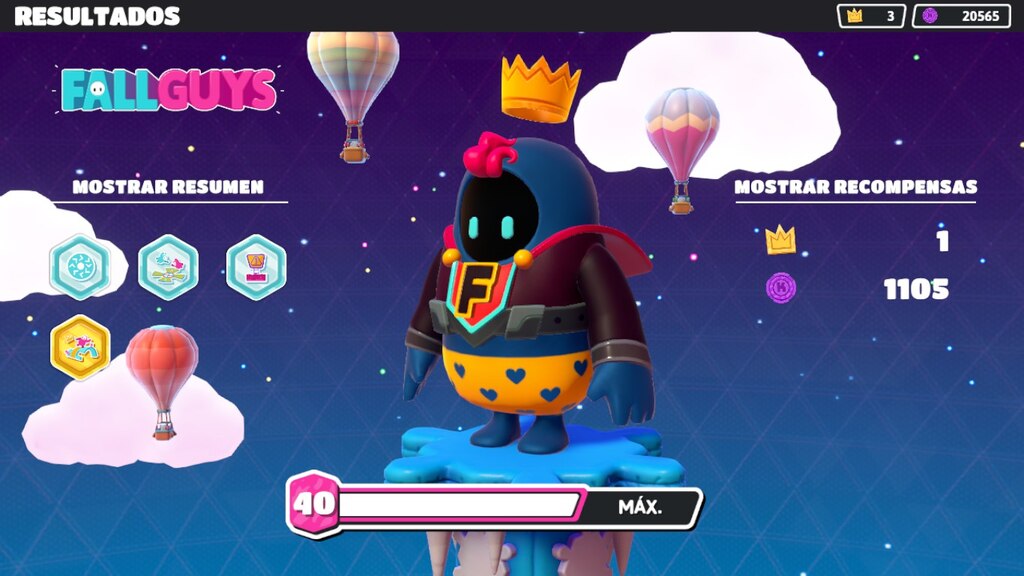 RESULTADOS
3
20565
FALLGUYS
MOSTRAR RESUMEN
MOSTRAR RECOMPENSAS
1
K
1105
F
40
MÁX.